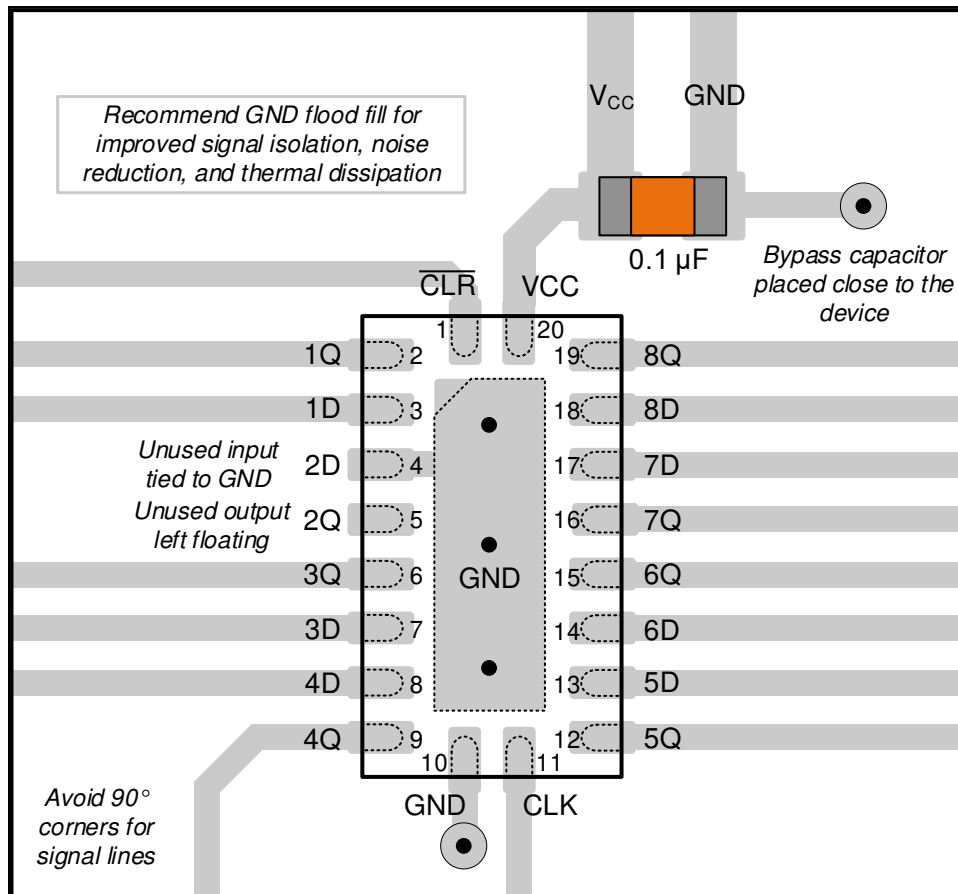 Recommend GND flood fill for
improved signal isolation, noise
reduction, and thermal dissipation
V_CC GND
0.1 µF
Bypass capacitor
placed close to the
device
C̅L̅R̅ VCC
1 20
1Q 2 19 8Q
1D 3 18 8D
Unused input
tied to GND
2D 4 17 7D
Unused output
left floating
2Q 5 16 7Q
GND
3Q 6 15 6Q
3D 7 14 6D
4D 8 13 5D
4Q 9 12 5Q
10 11
GND CLK
Avoid 90°
corners for
signal lines